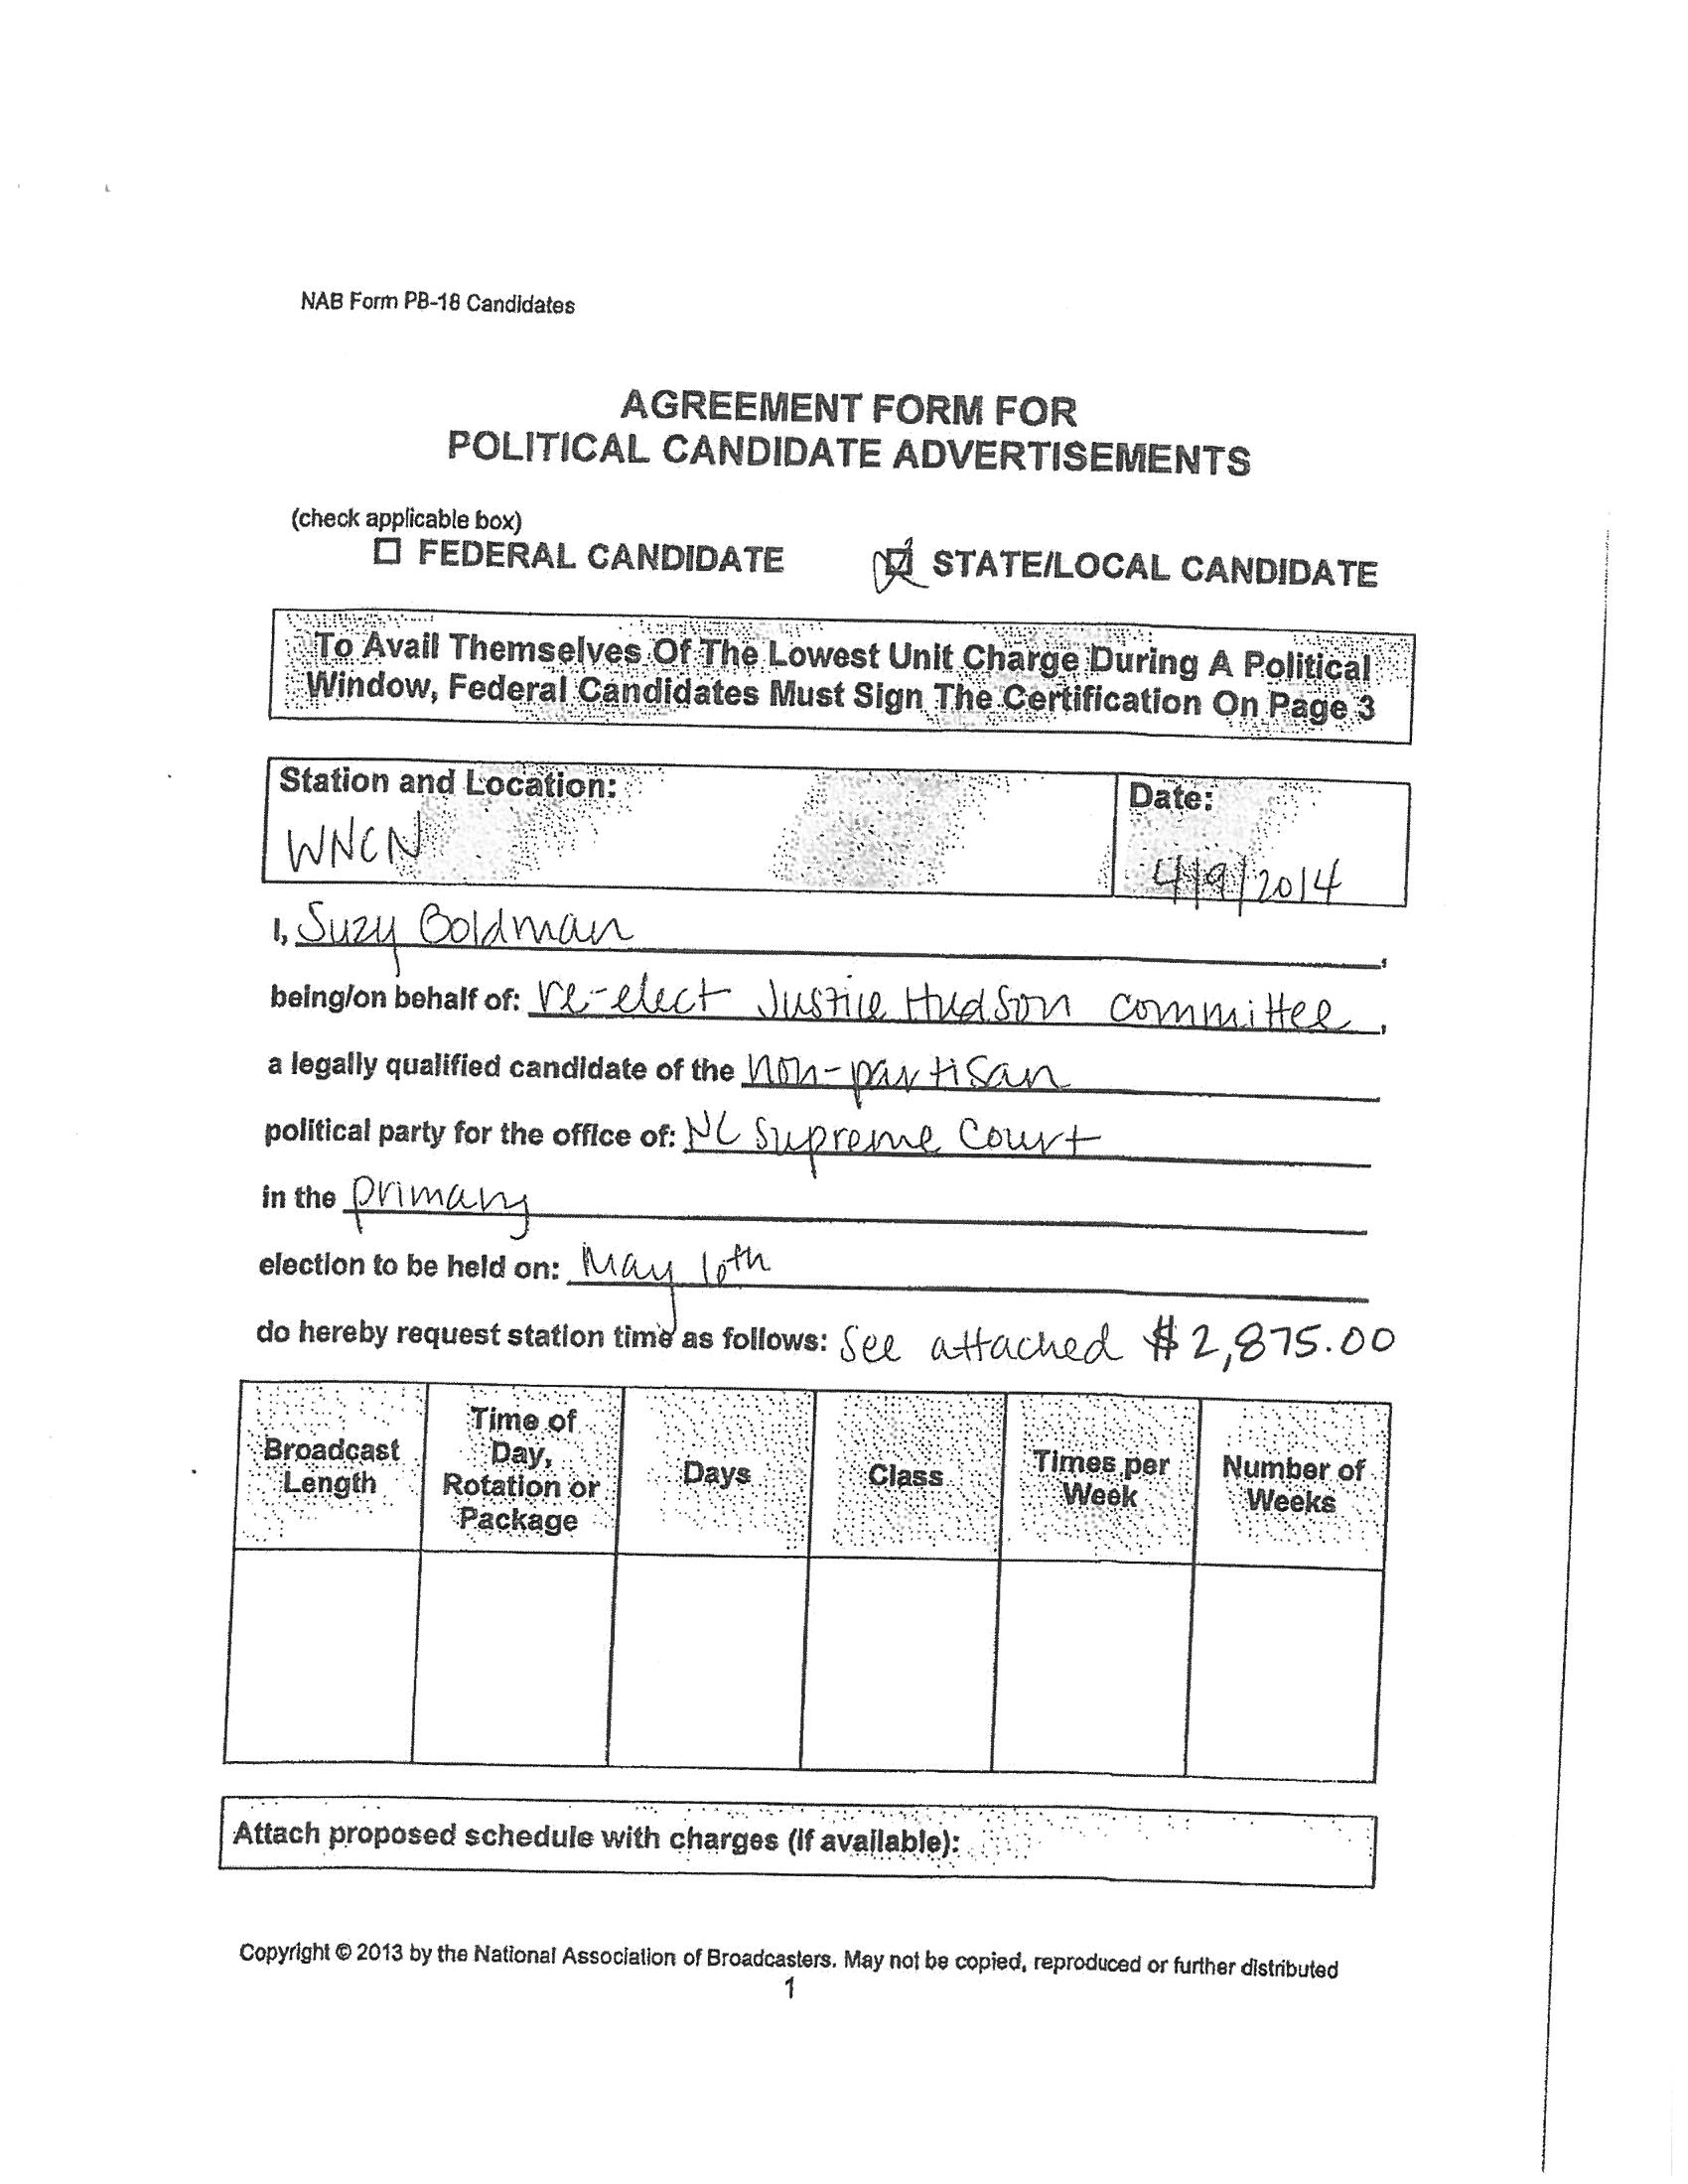 NAB Form PB-18 Candidates
AGREEMENT FORM FOR
POLITICAL CANDIDATE ADVERTISEMENTS
(check applicable box)
☐ FEDERAL CANDIDATE ☑ STATE/LOCAL CANDIDATE
To Avail Themselves Of The Lowest Unit Charge During A Political
Window, Federal Candidates Must Sign The Certification On Page 3
Station and Location: Date:
WNCN 4/9/2014
I, Suzy Boldman,
being/on behalf of: re-elect Justice Hudson committee,
a legally qualified candidate of the non-partisan
political party for the office of: NC Supreme Court
in the primary
election to be held on: May 10th
do hereby request station time as follows: See attached $2,875.00
Broadcast Length Time of Day, Rotation or Package Days Class Times per Week Number of Weeks
Attach proposed schedule with charges (if available):
Copyright © 2013 by the National Association of Broadcasters. May not be copied, reproduced or further distributed
1